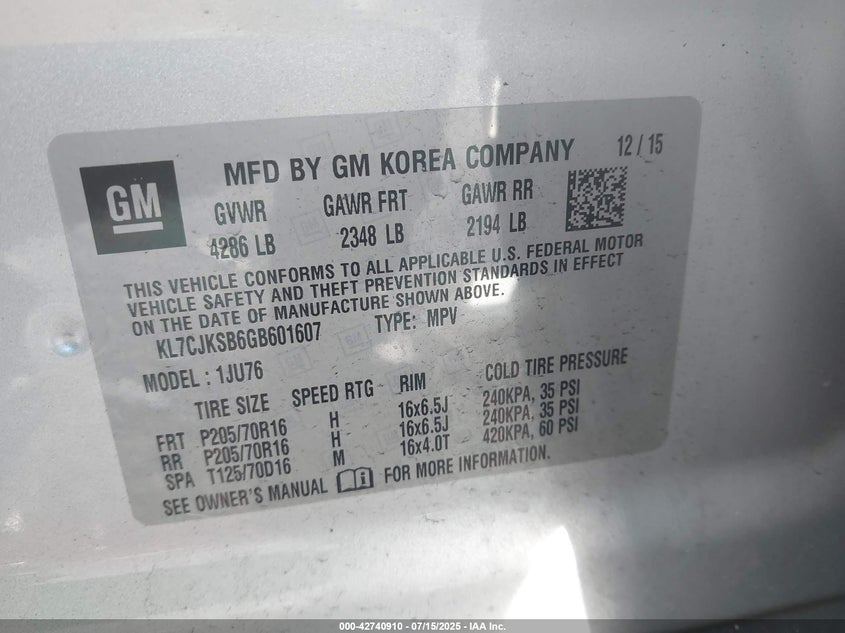 GM
MFD BY GM KOREA COMPANY 12 / 15
GVWR GAWR FRT GAWR RR
4286 LB 2348 LB 2194 LB
THIS VEHICLE CONFORMS TO ALL APPLICABLE U.S. FEDERAL MOTOR
VEHICLE SAFETY AND THEFT PREVENTION STANDARDS IN EFFECT
ON THE DATE OF MANUFACTURE SHOWN ABOVE.
KL7CJKSB6GB601607 TYPE: MPV
MODEL : 1JU76
TIRE SIZE SPEED RTG RIM COLD TIRE PRESSURE
FRT P205/70R16 H 16x6.5J 240KPA, 35 PSI
RR P205/70R16 H 16x6.5J 240KPA, 35 PSI
SPA T125/70D16 M 16x4.0T 420KPA, 60 PSI
SEE OWNER'S MANUAL FOR MORE INFORMATION.
000-42740910 - 07/15/2025 - IAA Inc.